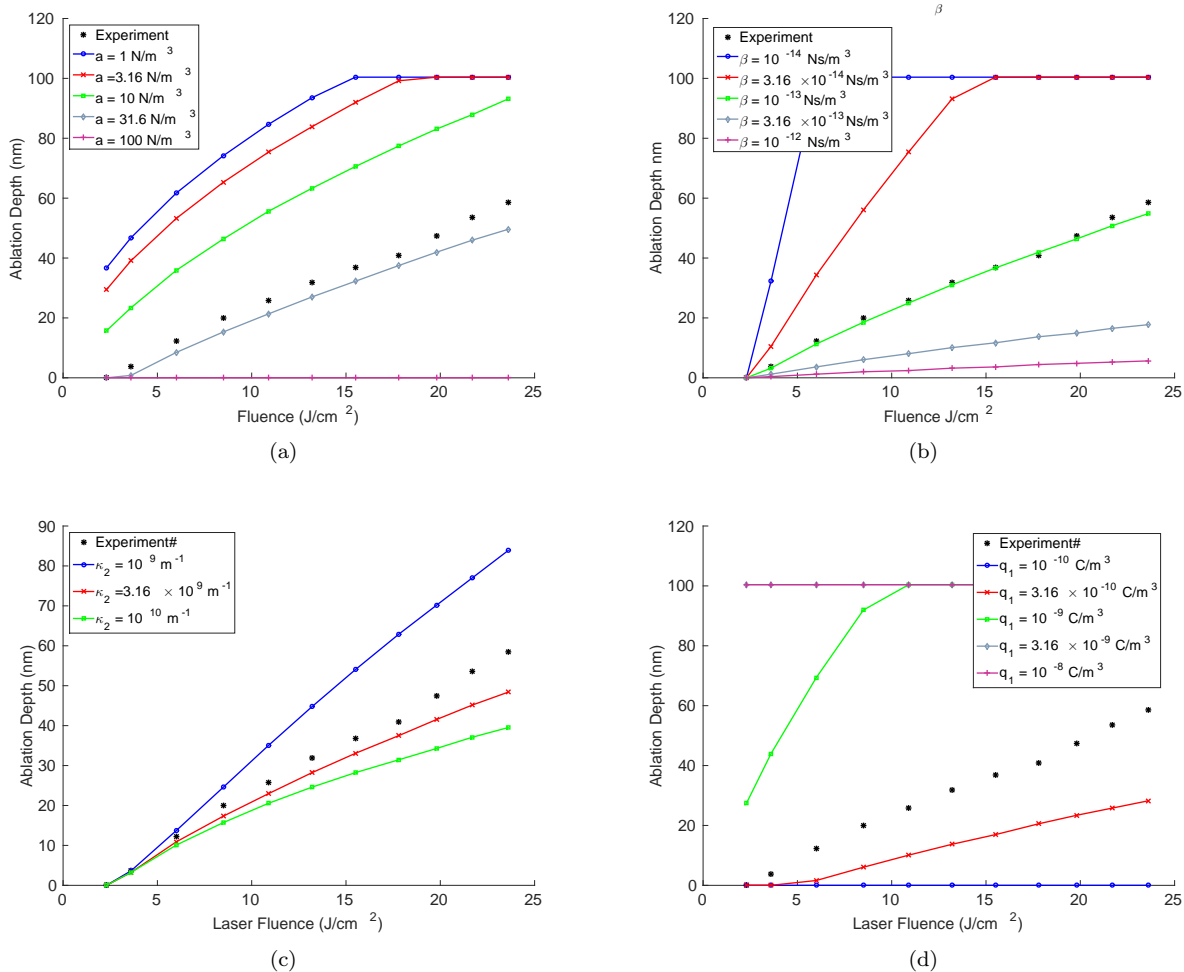 120
100
80
60
40
20
0
0 5 10 15 20 25
Ablation Depth (nm)
Fluence (J/cm 2)
Experiment
a = 1 N/m 3
a =3.16 N/m 3
a = 10 N/m 3
a = 31.6 N/m 3
a = 100 N/m 3
(a)
β
120
100
80
60
40
20
0
0 5 10 15 20 25
Ablation Depth nm
Fluence J/cm 2
Experiment
β = 10 -14 Ns/m 3
β = 3.16 ×10 -14 Ns/m 3
β = 10 -13 Ns/m 3
β = 3.16 ×10 -13 Ns/m 3
β = 10 -12 Ns/m 3
(b)
90
80
70
60
50
40
30
20
10
0
0 5 10 15 20 25
Ablation Depth (nm)
Laser Fluence (J/cm 2)
Experiment#
κ2 = 10 9 m-1
κ2 =3.16 × 10 9 m-1
κ2 = 10 10 m-1
(c)
120
100
80
60
40
20
0
0 5 10 15 20 25
Ablation Depth (nm)
Laser Fluence (J/cm 2)
Experiment#
q1 = 10 -10 C/m 3
q1 = 3.16 × 10 -10 C/m 3
q1 = 10 -9 C/m 3
q1 = 3.16 × 10 -9 C/m 3
q1 = 10 -8 C/m 3
(d)